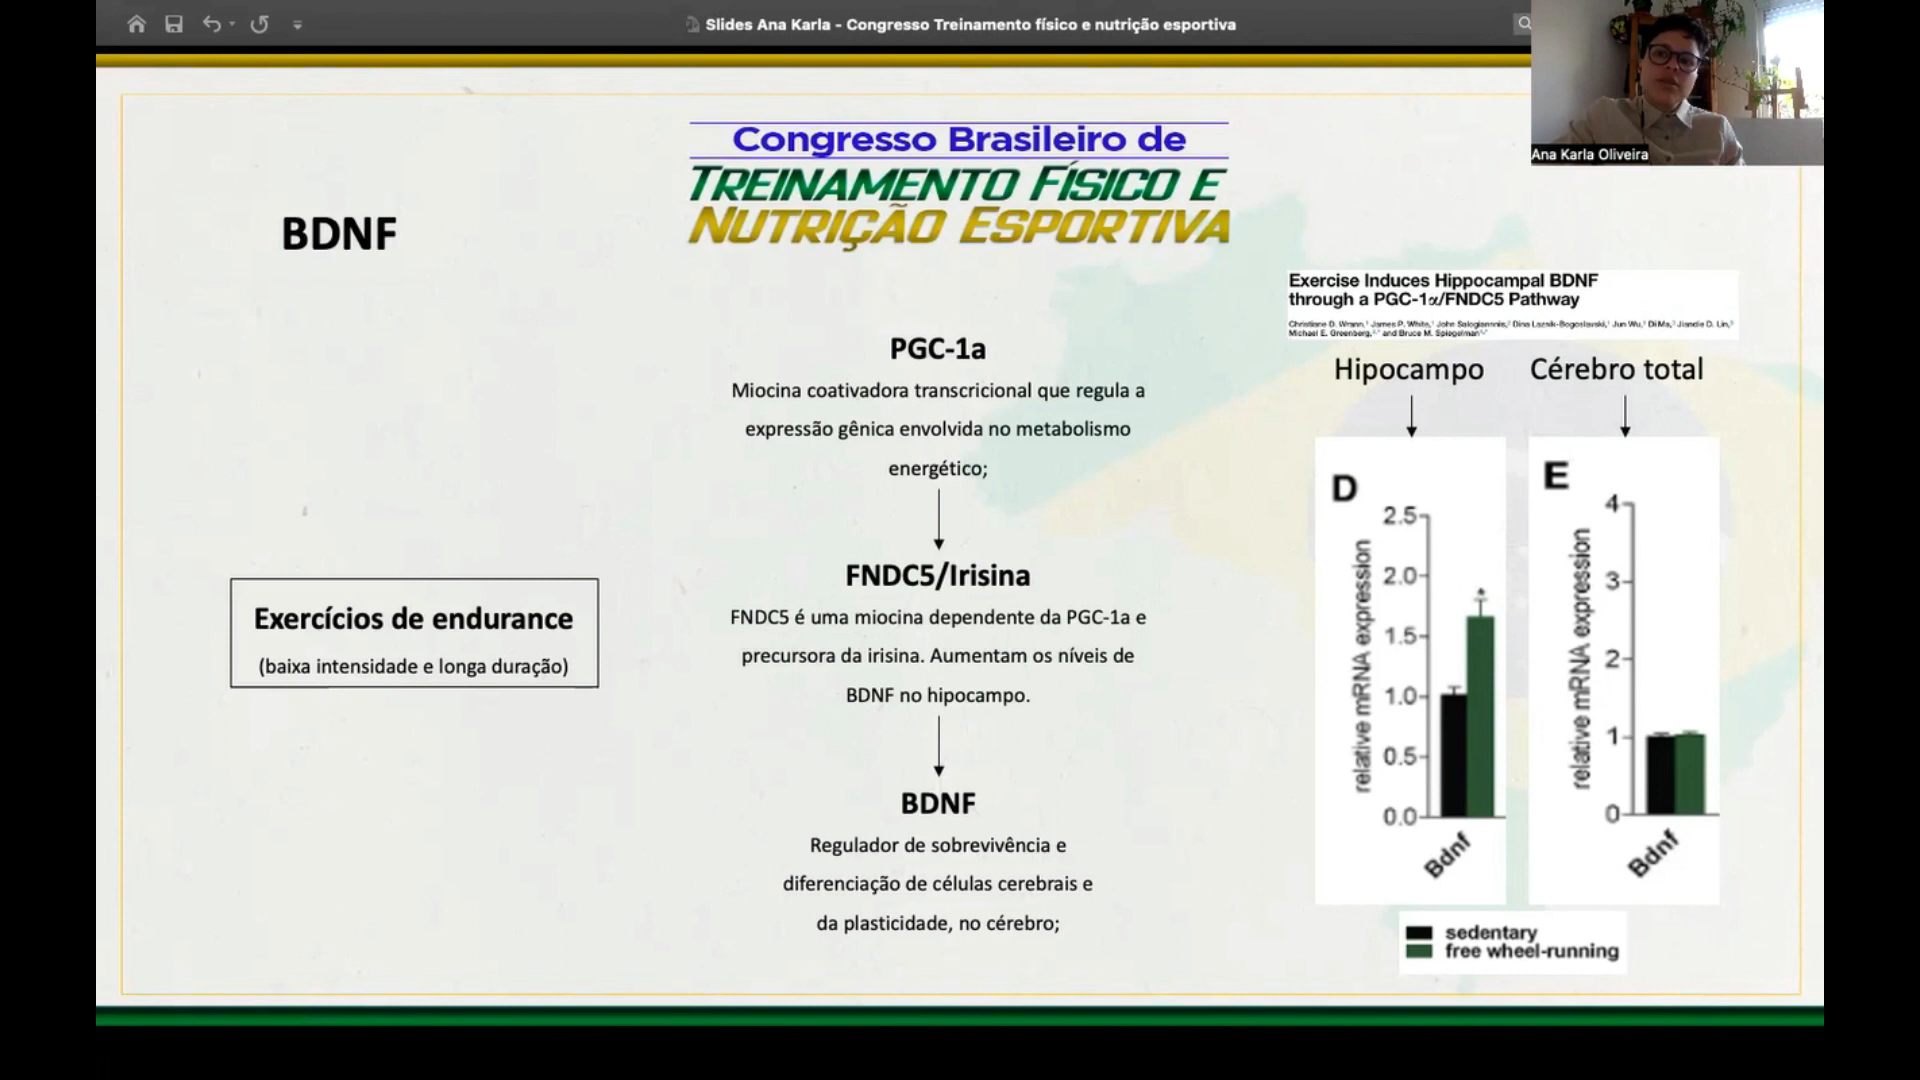 Slides Ana Karla - Congresso Treinamento físico e nutrição esportiva
Ana Karla Oliveira
Congresso Brasileiro de
TREINAMENTO FÍSICO E
NUTRIÇÃO ESPORTIVA
BDNF
Exercícios de endurance
(baixa intensidade e longa duração)
PGC-1a
Miocina coativadora transcricional que regula a
expressão gênica envolvida no metabolismo
energético;
FNDC5/Irisina
FNDC5 é uma miocina dependente da PGC-1a e
precursora da irisina. Aumentam os níveis de
BDNF no hipocampo.
BDNF
Regulador de sobrevivência e
diferenciação de células cerebrais e
da plasticidade, no cérebro;
Exercise Induces Hippocampal BDNF
through a PGC-1α/FNDC5 Pathway
Christiane D. Wrann, James P. White, John Salogiannnis, Dina Laznik-Bogoslavski, Jun Wu, Di Ma, Jiandie D. Lin,
Michael E. Greenberg, and Bruce M. Spiegelman
Hipocampo
Cérebro total
D
2.5
2.0
1.5
1.0
0.5
0.0
relative mRNA expression
*
Bdnf
E
4
3
2
1
0
relative mRNA expression
Bdnf
sedentary
free wheel-running